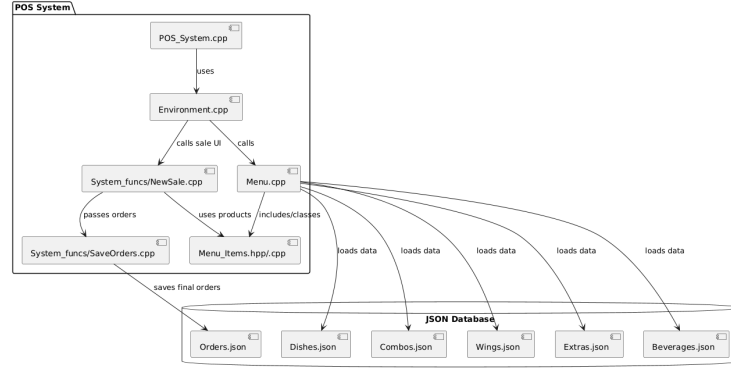 POS System
POS_System.cpp
uses
Environment.cpp
calls sale UI
calls
System_funcs/NewSale.cpp
Menu.cpp
passes orders
uses products
includes/classes
System_funcs/SaveOrders.cpp
Menu_Items.hpp/.cpp
loads data
loads data
loads data
loads data
loads data
saves final orders
JSON Database
Orders.json
Dishes.json
Combos.json
Wings.json
Extras.json
Beverages.json